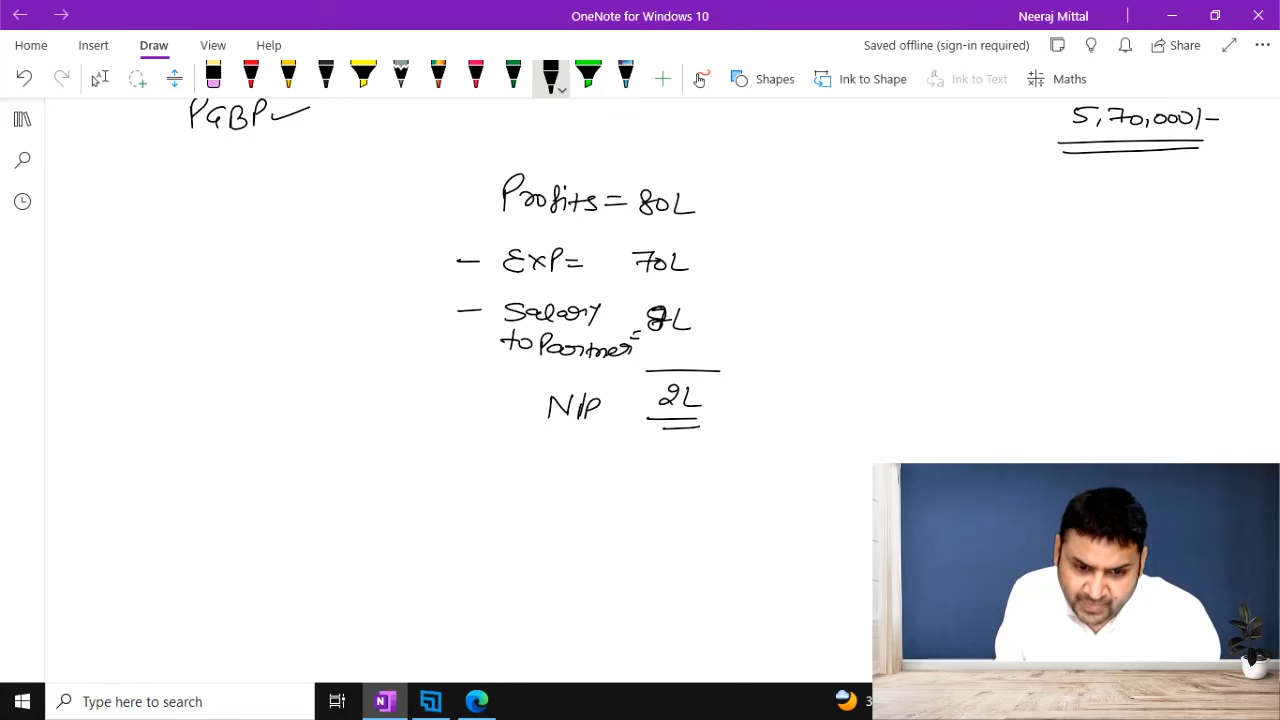 OneNote for Windows 10
Neeraj Mittal
Home Insert Draw View Help
Saved offline (sign-in required)
Share
Shapes
Ink to Shape
Ink to Text
Maths
PGBP
5,70,000/-
Profits = 80L
- Exp = 70L
- Salary to Partner = 8L
N/P 2L
Type here to search
3